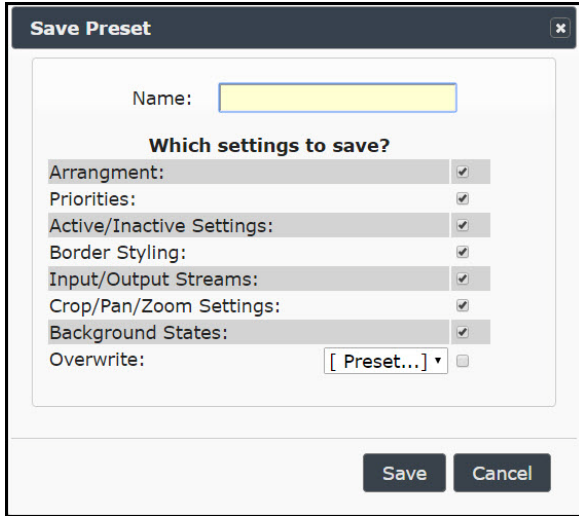 Save Preset
Name:
Which settings to save?
Arrangment:
Priorities:
Active/Inactive Settings:
Border Styling:
Input/Output Streams:
Crop/Pan/Zoom Settings:
Background States:
Overwrite: [ Preset...]
Save Cancel